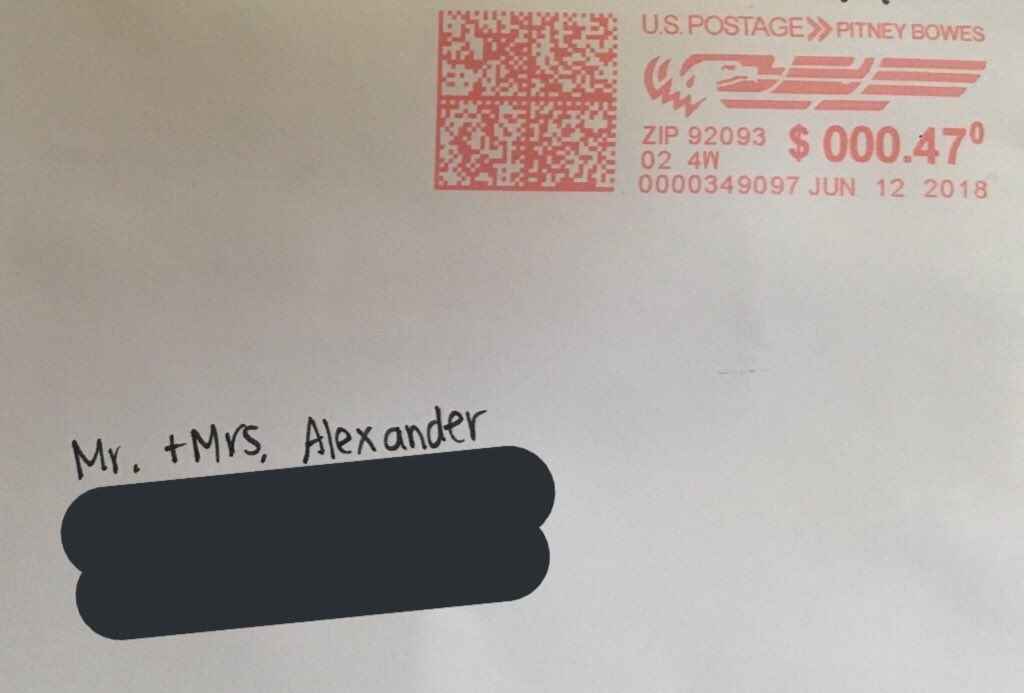 U.S. POSTAGE >> PITNEY BOWES
ZIP 92093 $ 000.47⁰
02 4W
0000349097 JUN 12 2018
Mr. + Mrs. Alexander